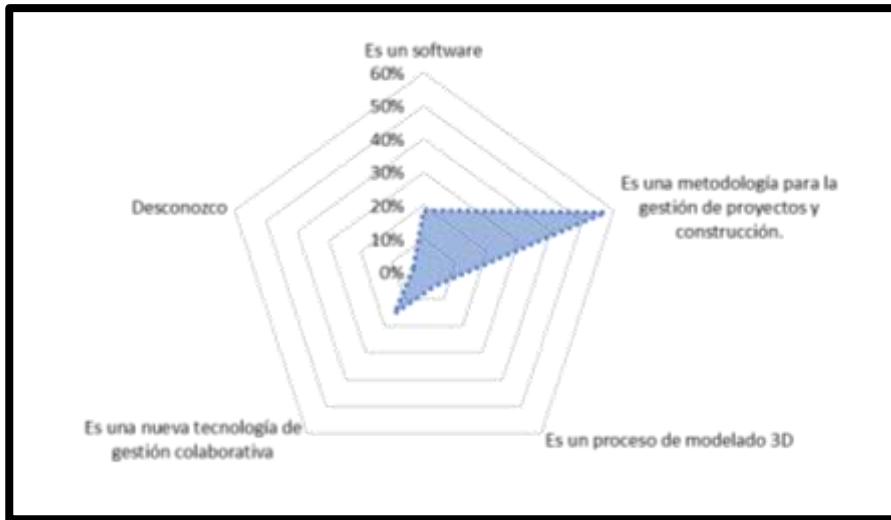 Es un software
60%
50%
40%
30%
20%
10%
0%
Es una metodología para la
gestión de proyectos y
construcción.
Es un proceso de modelado 3D
Es una nueva tecnología de
gestión colaborativa
Desconozco